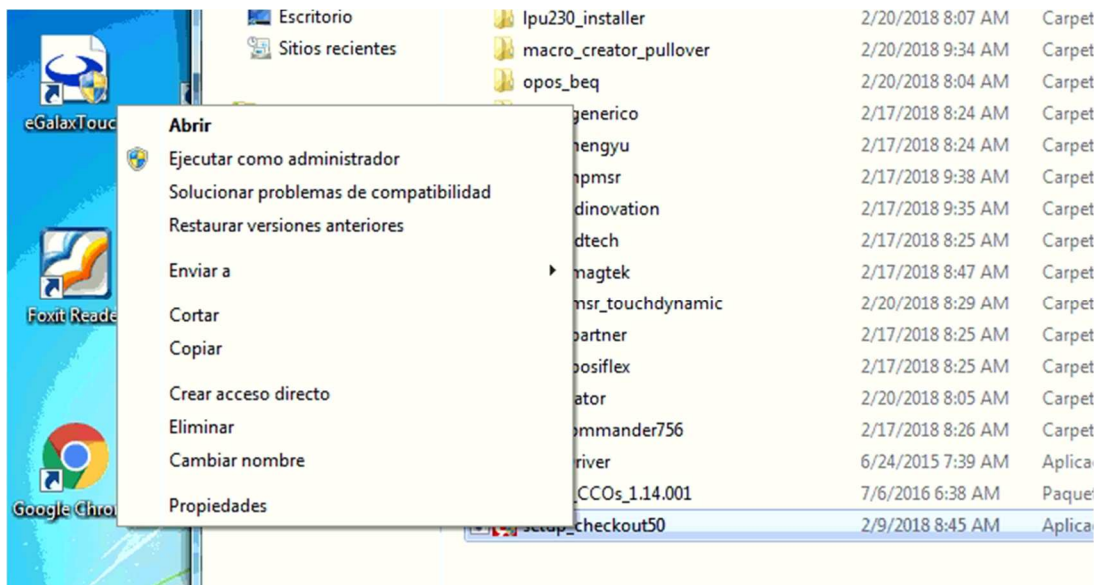 eGalaxTouc
Foxit Reade
Google Chro
Escritorio
Sitios recientes
Abrir
Ejecutar como administrador
Solucionar problemas de compatibilidad
Restaurar versiones anteriores
Enviar a
Cortar
Copiar
Crear acceso directo
Eliminar
Cambiar nombre
Propiedades
lpu230_installer 2/20/2018 8:07 AM Carpet
macro_creator_pullover 2/20/2018 9:34 AM Carpet
opos_beq 2/20/2018 8:04 AM Carpet
generico 2/17/2018 8:24 AM Carpet
hengyu 2/17/2018 8:24 AM Carpet
hpmsr 2/17/2018 9:38 AM Carpet
dinovation 2/17/2018 9:35 AM Carpet
dtech 2/17/2018 8:25 AM Carpet
magtek 2/17/2018 8:47 AM Carpet
msr_touchdynamic 2/20/2018 8:29 AM Carpet
partner 2/17/2018 8:25 AM Carpet
posiflex 2/17/2018 8:25 AM Carpet
ator 2/20/2018 8:05 AM Carpet
ommander756 2/17/2018 8:26 AM Carpet
river 6/24/2015 7:39 AM Aplica
_CCOs_1.14.001 7/6/2016 6:38 AM Paquet
setup_checkout50 2/9/2018 8:45 AM Aplica